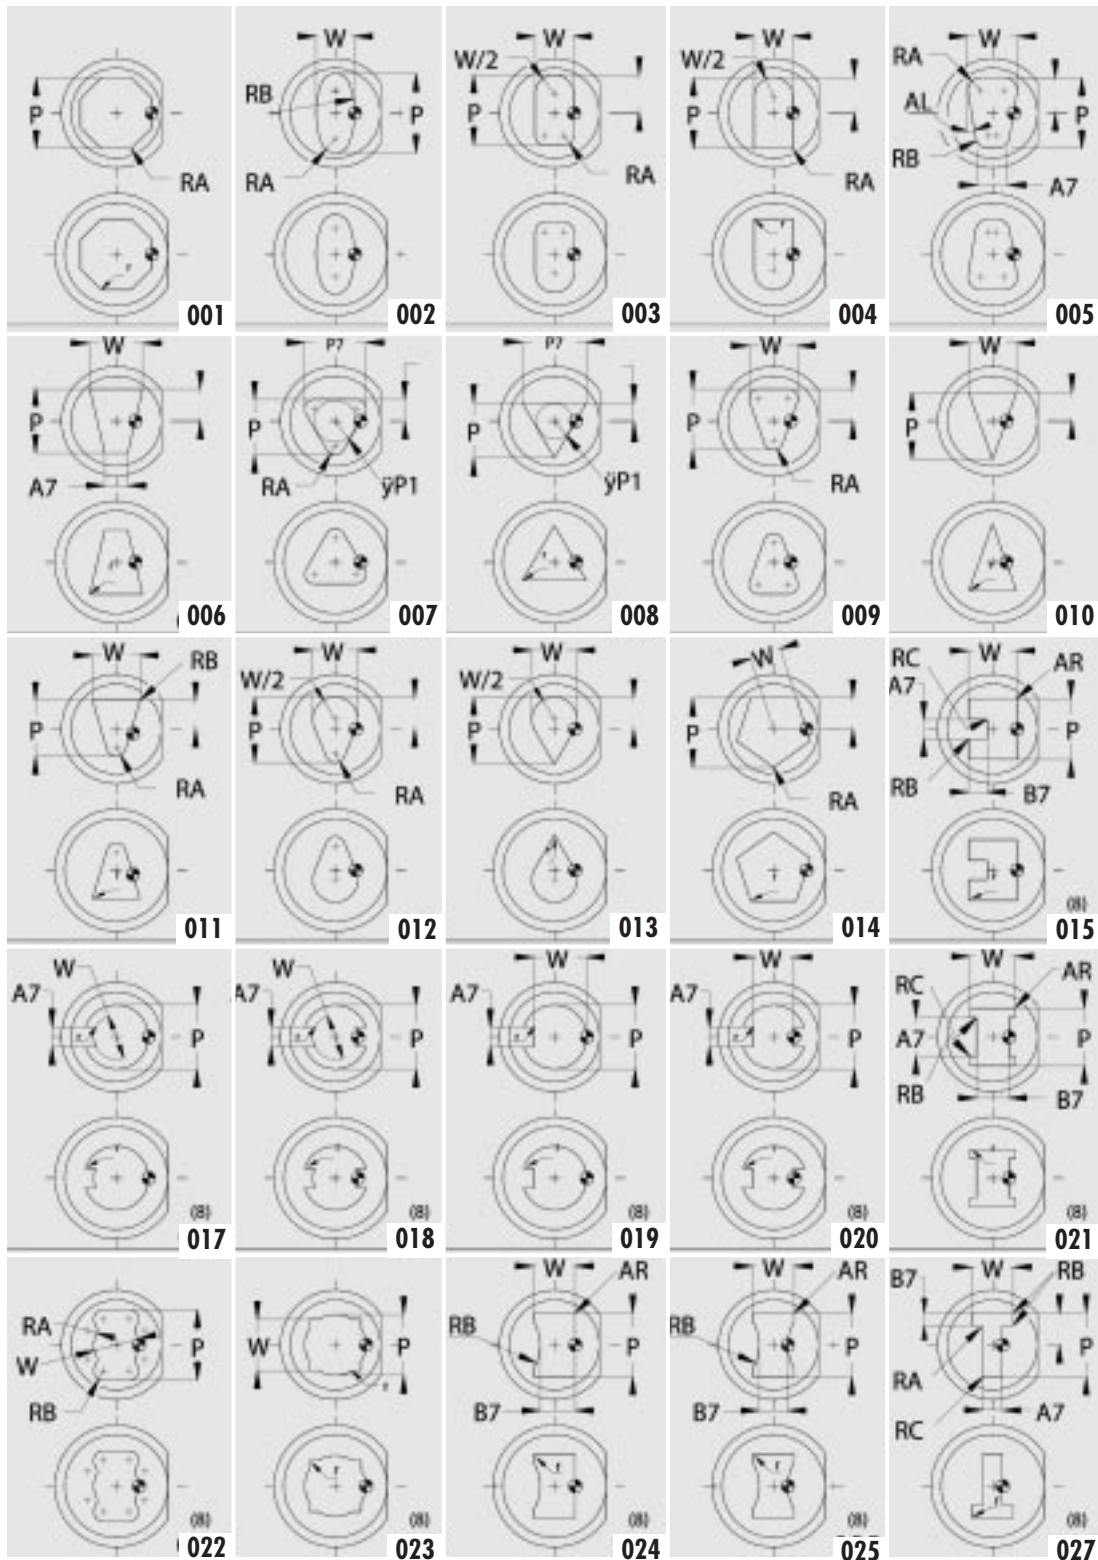 P
RA
r
001
W
RB
P
P
RA
002
W
W/2
P
RA
003
W
W/2
P
RA
r
004
W
RA
AL
P
RB
A7
005
W
P
A7
r
006
P7
P
RA
ÿP1
007
P7
P
ÿP1
r
008
W
P
RA
009
W
P
r
010
W
RB
P
RA
011
W
W/2
P
RA
012
W
W/2
P
013
W
P
RA
014
RC
W
AR
A7
P
RB
B7
(8)
015
W
A7
P
r
(8)
017
W
A7
P
r
(8)
018
W
A7
P
r
(8)
019
W
A7
P
r
(8)
020
W
RC
AR
A7
P
RB
B7
(8)
021
RA
P
W
RB
(8)
022
W
P
r
r
(8)
023
W
AR
RB
P
B7
r
(8)
024
W
AR
RB
P
B7
r
(8)
025
B7
W
RB
P
RA
RC
A7
r
(8)
027